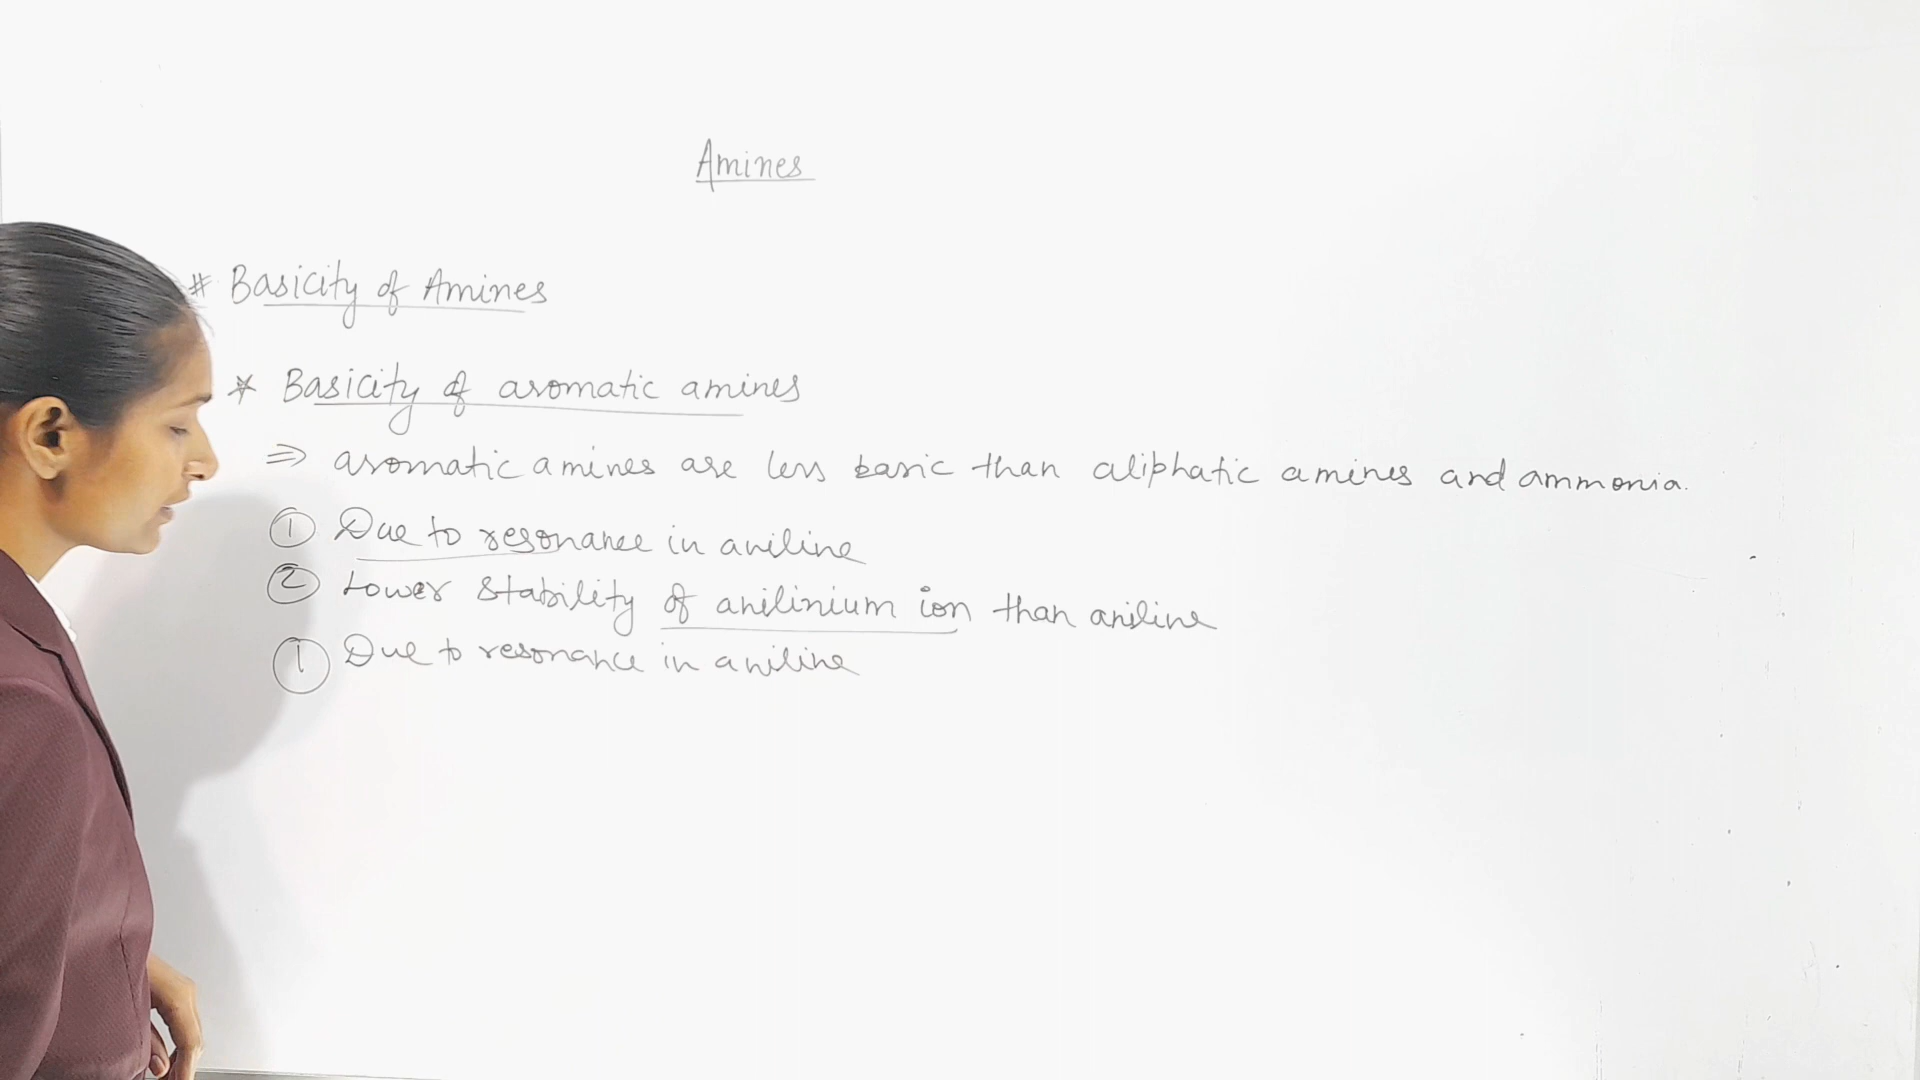 Amines
# Basicity of Amines
* Basicity of aromatic amines
⇒ aromatic amines are less basic than aliphatic amines and ammonia.
① Due to resonance in aniline
② Lower stability of anilinium ion than aniline
① Due to resonance in aniline